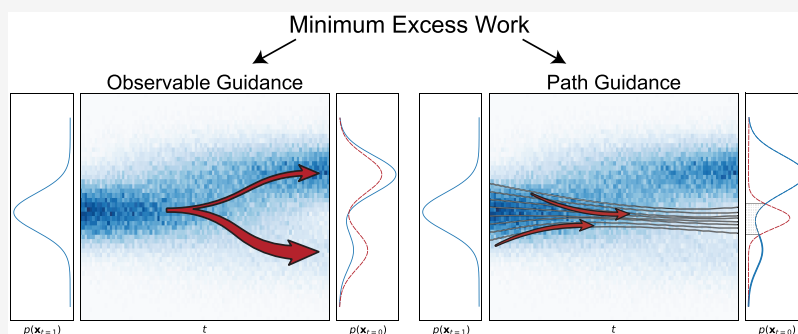 Minimum Excess Work
Observable Guidance
Path Guidance
p(x_{t=1})
t
p(x_{t=0})
p(x_{t=1})
t
p(x_{t=0})